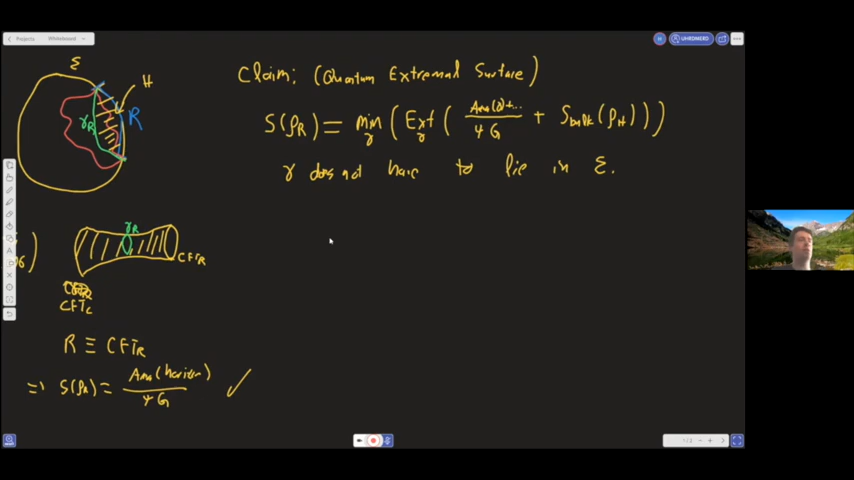 Projects Whiteboard
UNREMOVED
Σ
H
γR
R
Claim: (Quantum Extremal Surface)
S(ρR) = min γ ( Ext γ ( Area(γ)+... / 4G + Sbulk(ρH) ) )
γ does not have to lie in Σ.
γR
CFTR
CFTL
R ≡ CFTR
⇒ S(ρR) = Area(horizon) / 4G ✓